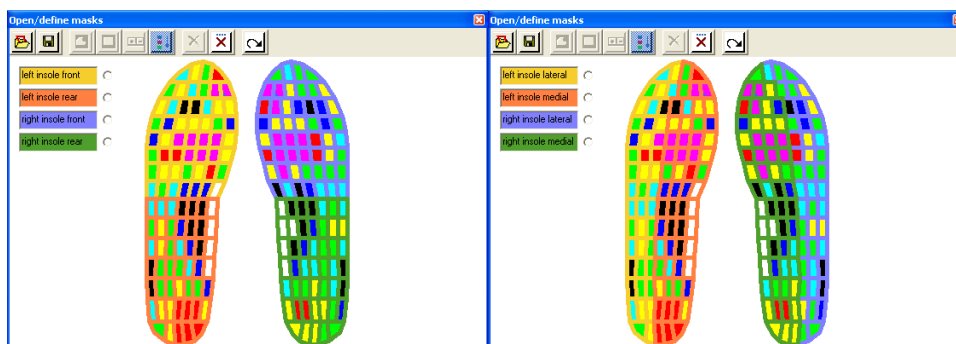 Open/define masks
left insole front
left insole rear
right insole front
right insole rear
Open/define masks
left insole lateral
left insole medial
right insole lateral
right insole medial